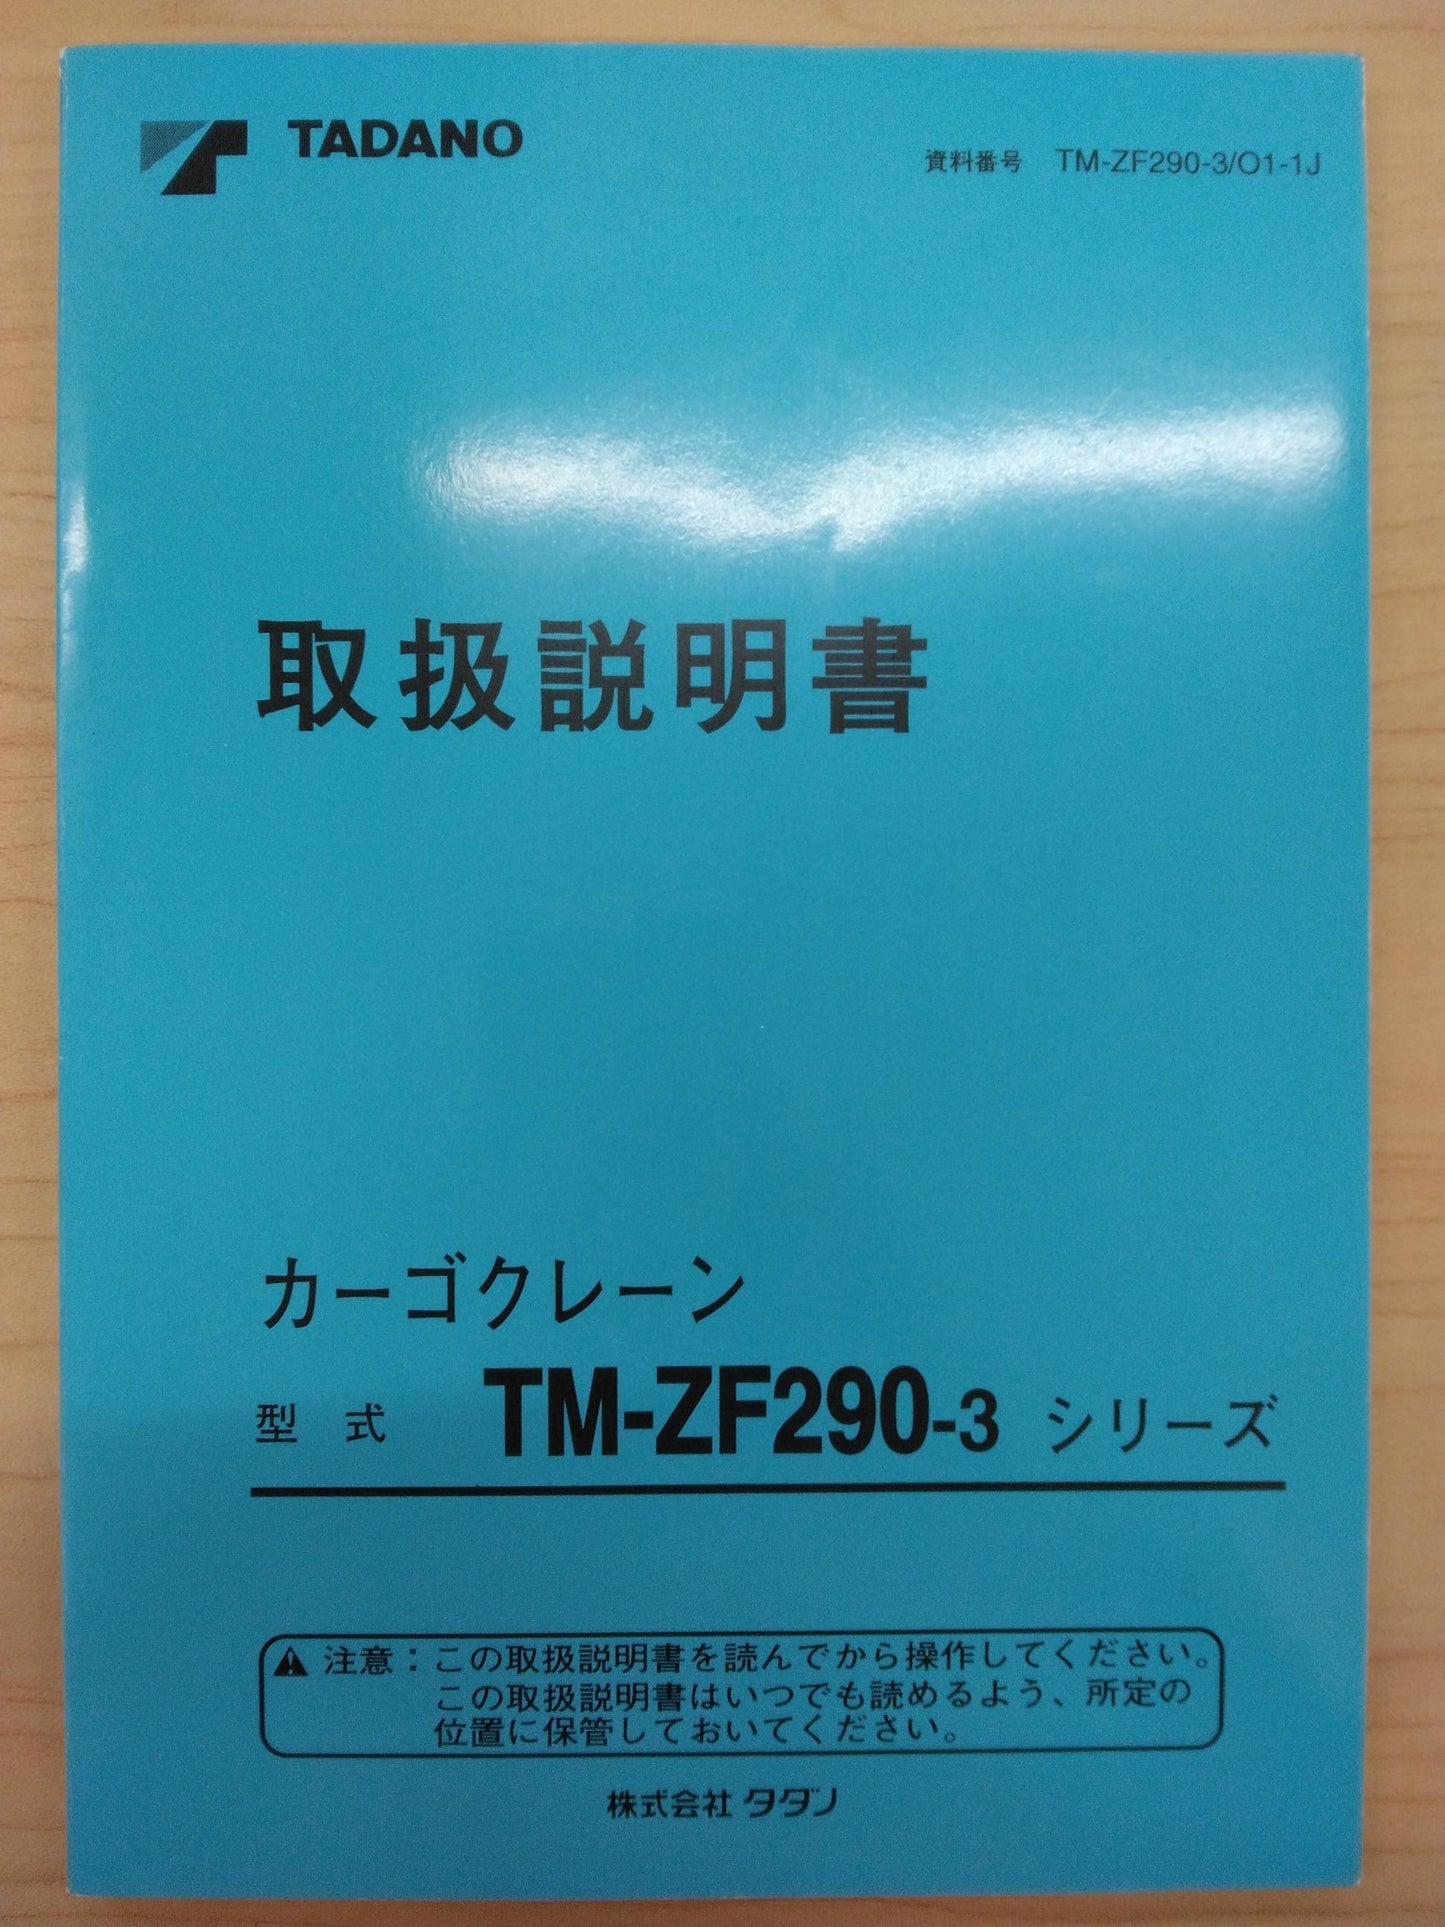 TADANO
資料番号 TM-ZF290-3/O1-1J
取扱説明書
カーゴクレーン
型式 TM-ZF290-3 シリーズ
注意：この取扱説明書を読んでから操作してください。
この取扱説明書はいつでも読めるよう、所定の
位置に保管しておいてください。
株式会社 タダノ